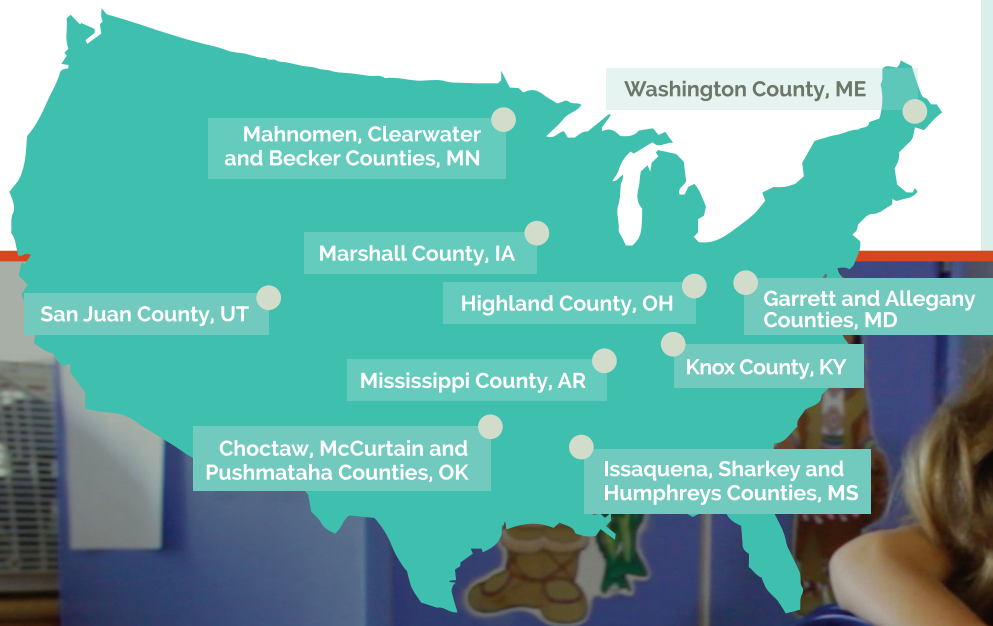 Washington County, ME
Mahnomen, Clearwater
and Becker Counties, MN
Marshall County, IA
San Juan County, UT
Highland County, OH
Garrett and Allegany
Counties, MD
Mississippi County, AR
Knox County, KY
Choctaw, McCurtain and
Pushmataha Counties, OK
Issaquena, Sharkey and
Humphreys Counties, MS